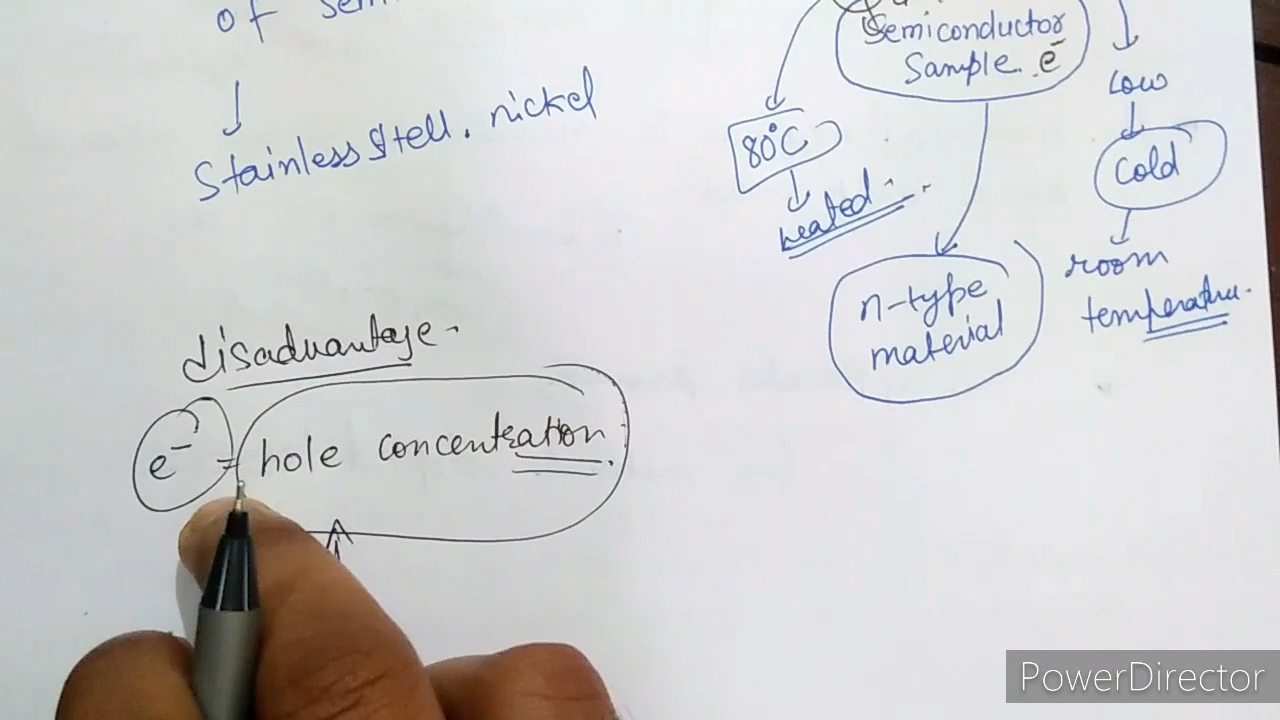 of
Stainless Stell. nickel
disadvantage.
e⁻ = hole concentration.
Semiconductor
Sample. e⁻
80°C
heated..
n-type
material
Low
Cold
room
temperature.
PowerDirector